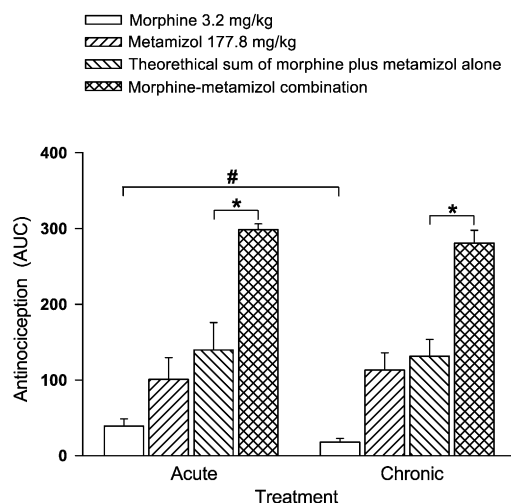 Morphine 3.2 mg/kg
Metamizol 177.8 mg/kg
Theorethical sum of morphine plus metamizol alone
Morphine-metamizol combination
400
300
200
100
0
Antinociception (AUC)
#
*
*
Acute
Chronic
Treatment